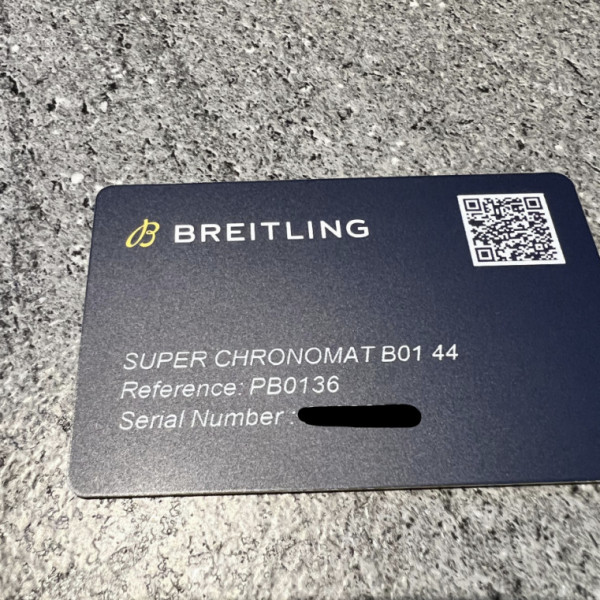 BREITLING
SUPER CHRONOMAT B01 44
Reference: PB0136
Serial Number :